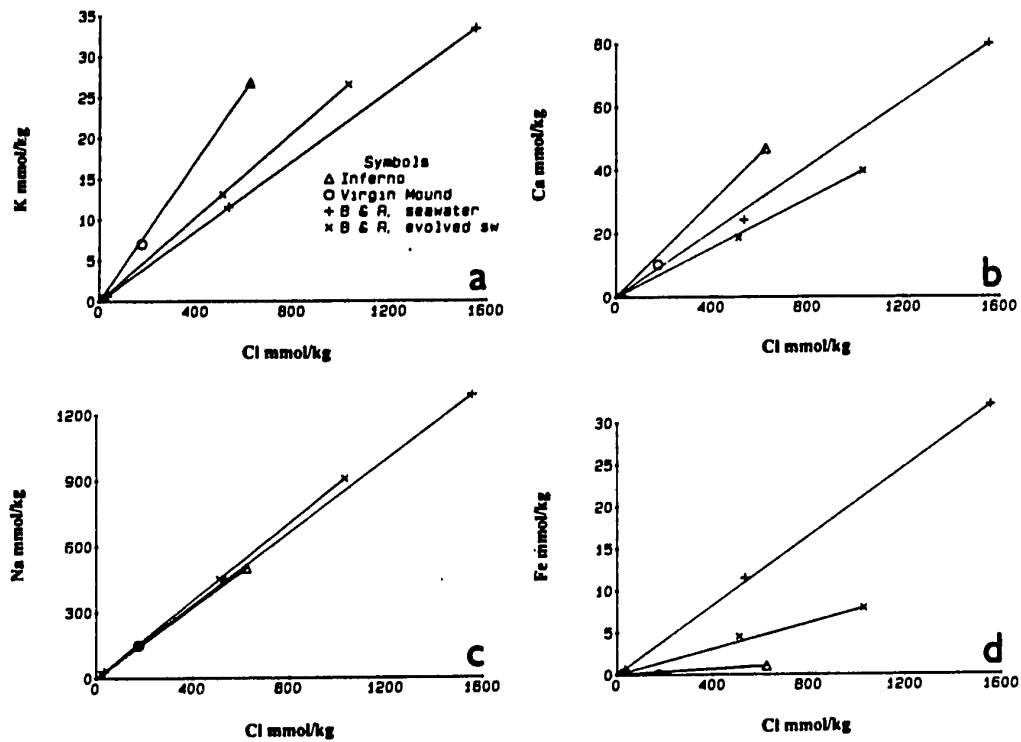 35
30
25
20
15
10
5
0
K mmol/kg
Symbols
△ Inferno
○ Virgin Mound
+ B & R, seawater
× B & R, evolved sw
a
0 400 800 1200 1600
Cl mmol/kg
80
60
40
20
0
Ca mmol/kg
b
0 400 800 1200 1600
Cl mmol/kg
1200
900
600
300
0
Na mmol/kg
c
0 400 800 1200 1600
Cl mmol/kg
30
25
20
15
10
5
0
Fe mmol/kg
d
0 400 800 1200 1600
Cl mmol/kg